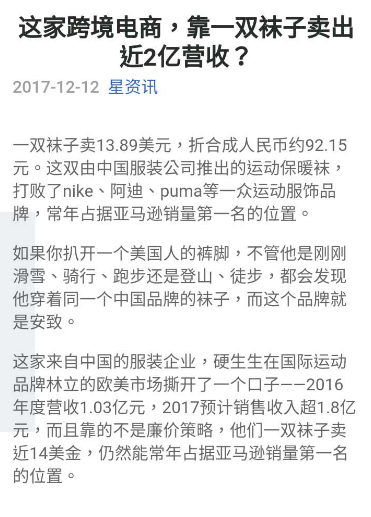 这家跨境电商，靠一双袜子卖出
近2亿营收？
2017-12-12 星资讯
一双袜子卖13.89美元，折合成人民币约92.15
元。这双由中国服装公司推出的运动保暖袜，
打败了nike、阿迪、puma等一众运动服饰品
牌，常年占据亚马逊销量第一名的位置。
如果你扒开一个美国人的裤脚，不管他是刚刚
滑雪、骑行、跑步还是登山、徒步，都会发现
他穿着同一个中国品牌的袜子，而这个品牌就
是安致。
这家来自中国的服装企业，硬生生在国际运动
品牌林立的欧美市场撕开了一个口子——2016
年度营收1.03亿元，2017预计销售收入超1.8亿
元，而且靠的不是廉价策略，他们一双袜子卖
近14美金，仍然能常年占据亚马逊销量第一名
的位置。